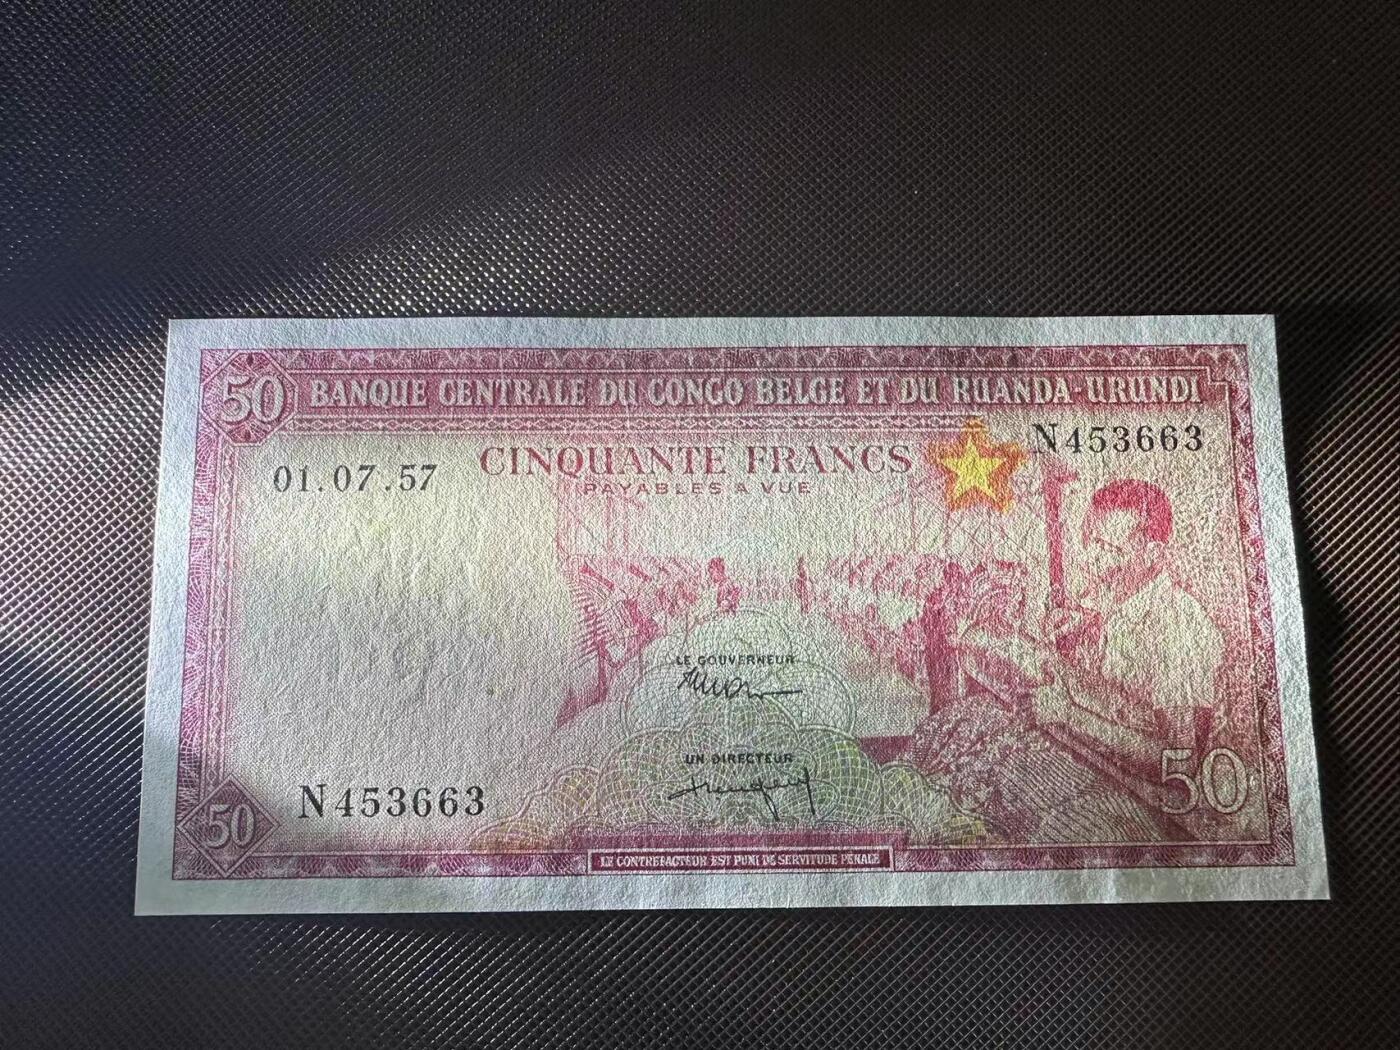 50 BANQUE CENTRALE DU CONGO BELGE ET DU RUANDA-URUNDI
N453663
01.07.57
CINQUANTE FRANCS
PAYABLES A VUE
LE GOUVERNEUR
UN DIRECTEUR
N453663
50
50
LE CONTREFACTEUR EST PUNI DE SERVITUDE PENALE